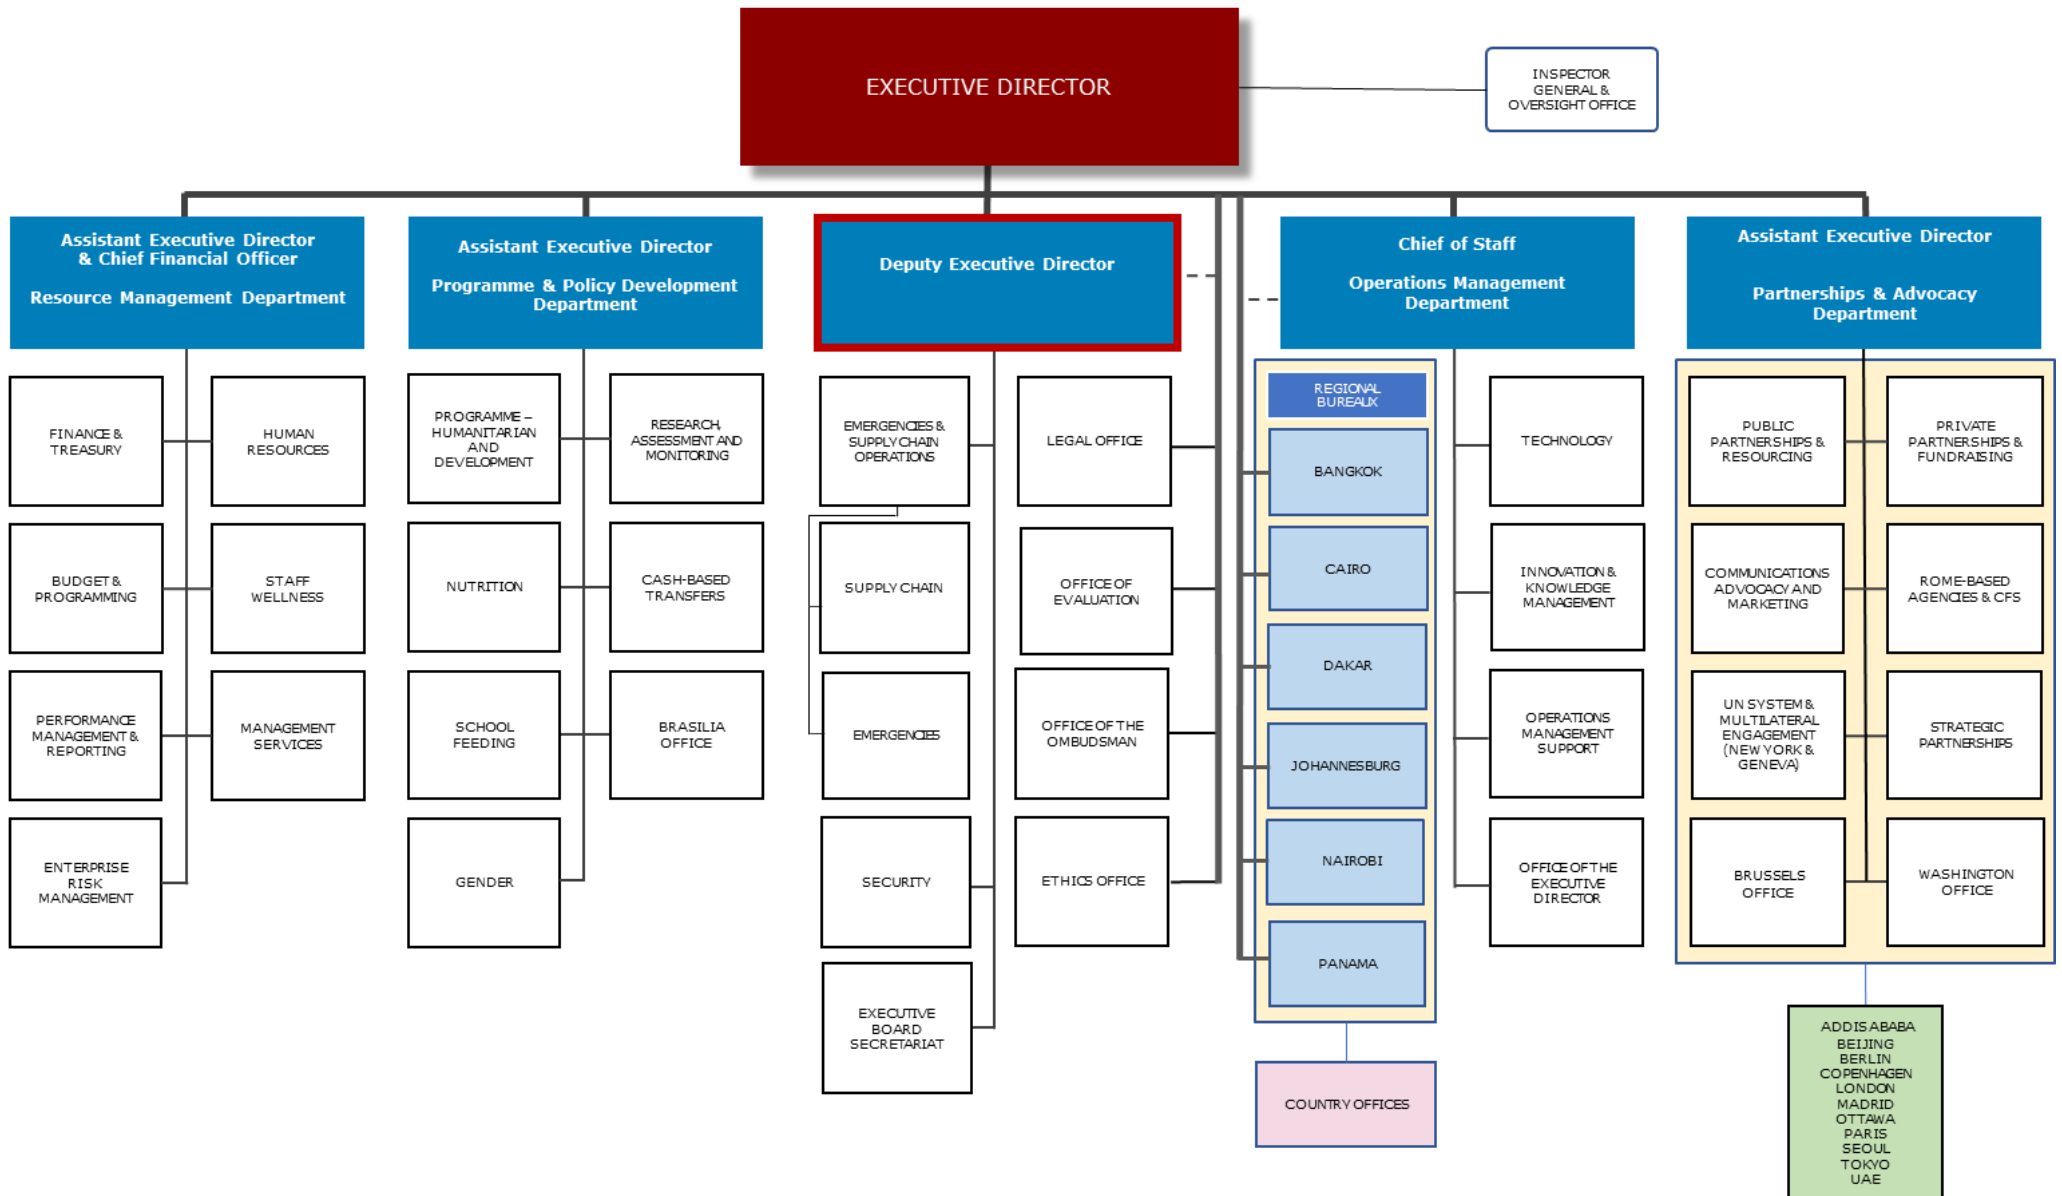 EXECUTIVE DIRECTOR
INSPECTOR
GENERAL &
OVERSIGHT OFFICE
Assistant Executive Director
& Chief Financial Officer
Resource Management Department
Assistant Executive Director
Programme & Policy Development
Department
Deputy Executive Director
Chief of Staff
Operations Management
Department
Assistant Executive Director
Partnerships & Advocacy
Department
FINANCE &
TREASURY
HUMAN
RESOURCES
BUDGET &
PROGRAMMING
STAFF
WELLNESS
PERFORMANCE
MANAGEMENT &
REPORTING
MANAGEMENT
SERVICES
ENTERPRISE
RISK
MANAGEMENT
PROGRAMME –
HUMANITARIAN
AND
DEVELOPMENT
RESEARCH,
ASSESSMENT AND
MONITORING
NUTRITION
CASH-BASED
TRANSFERS
SCHOOL
FEEDING
BRASILIA
OFFICE
GENDER
EMERGENCIES &
SUPPLY CHAIN
OPERATIONS
LEGAL OFFICE
SUPPLY CHAIN
OFFICE OF
EVALUATION
EMERGENCIES
OFFICE OF THE
OMBUDSMAN
SECURITY
ETHICS OFFICE
EXECUTIVE
BOARD
SECRETARIAT
REGIONAL
BUREAUX
BANGKOK
CAIRO
DAKAR
JOHANNESBURG
NAIROBI
PANAMA
COUNTRY OFFICES
TECHNOLOGY
INNOVATION &
KNOWLEDGE
MANAGEMENT
OPERATIONS
MANAGEMENT
SUPPORT
OFFICE OF THE
EXECUTIVE
DIRECTOR
PUBLIC
PARTNERSHIPS &
RESOURCING
PRIVATE
PARTNERSHIPS &
FUNDRAISING
COMMUNICATIONS
ADVOCACY AND
MARKETING
ROME-BASED
AGENCIES & CFS
UN SYSTEM &
MULTILATERAL
ENGAGEMENT
(NEW YORK &
GENEVA)
STRATEGIC
PARTNERSHIPS
BRUSSELS
OFFICE
WASHINGTON
OFFICE
ADDIS ABABA
BEIJING
BERLIN
COPENHAGEN
LONDON
MADRID
OTTAWA
PARIS
SEOUL
TOKYO
UAE